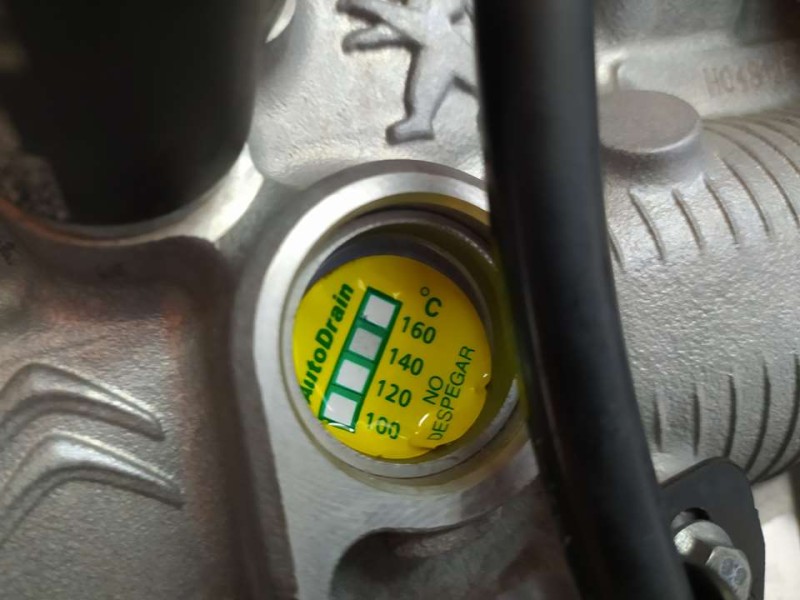 AutoDrain
°C
160
140
120
100
NO
DESPEGAR